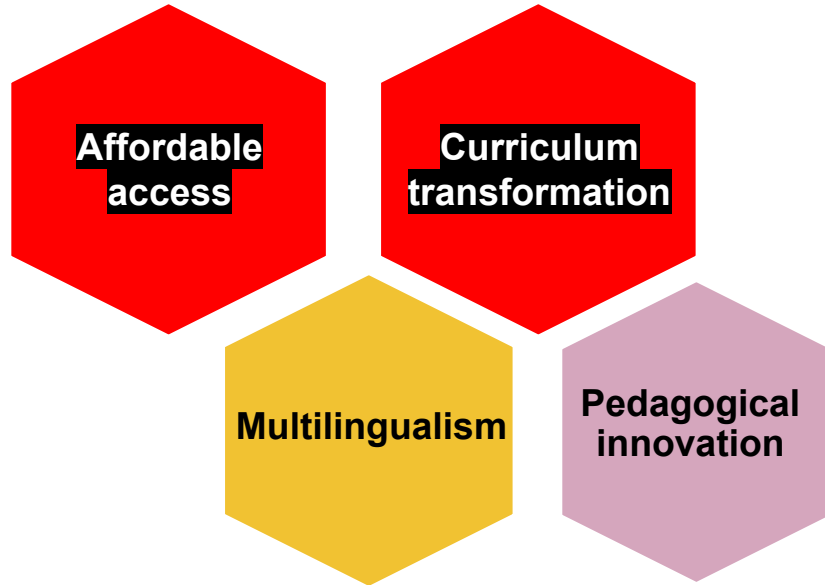 Affordable
access
Curriculum
transformation
Multilingualism
Pedagogical
innovation